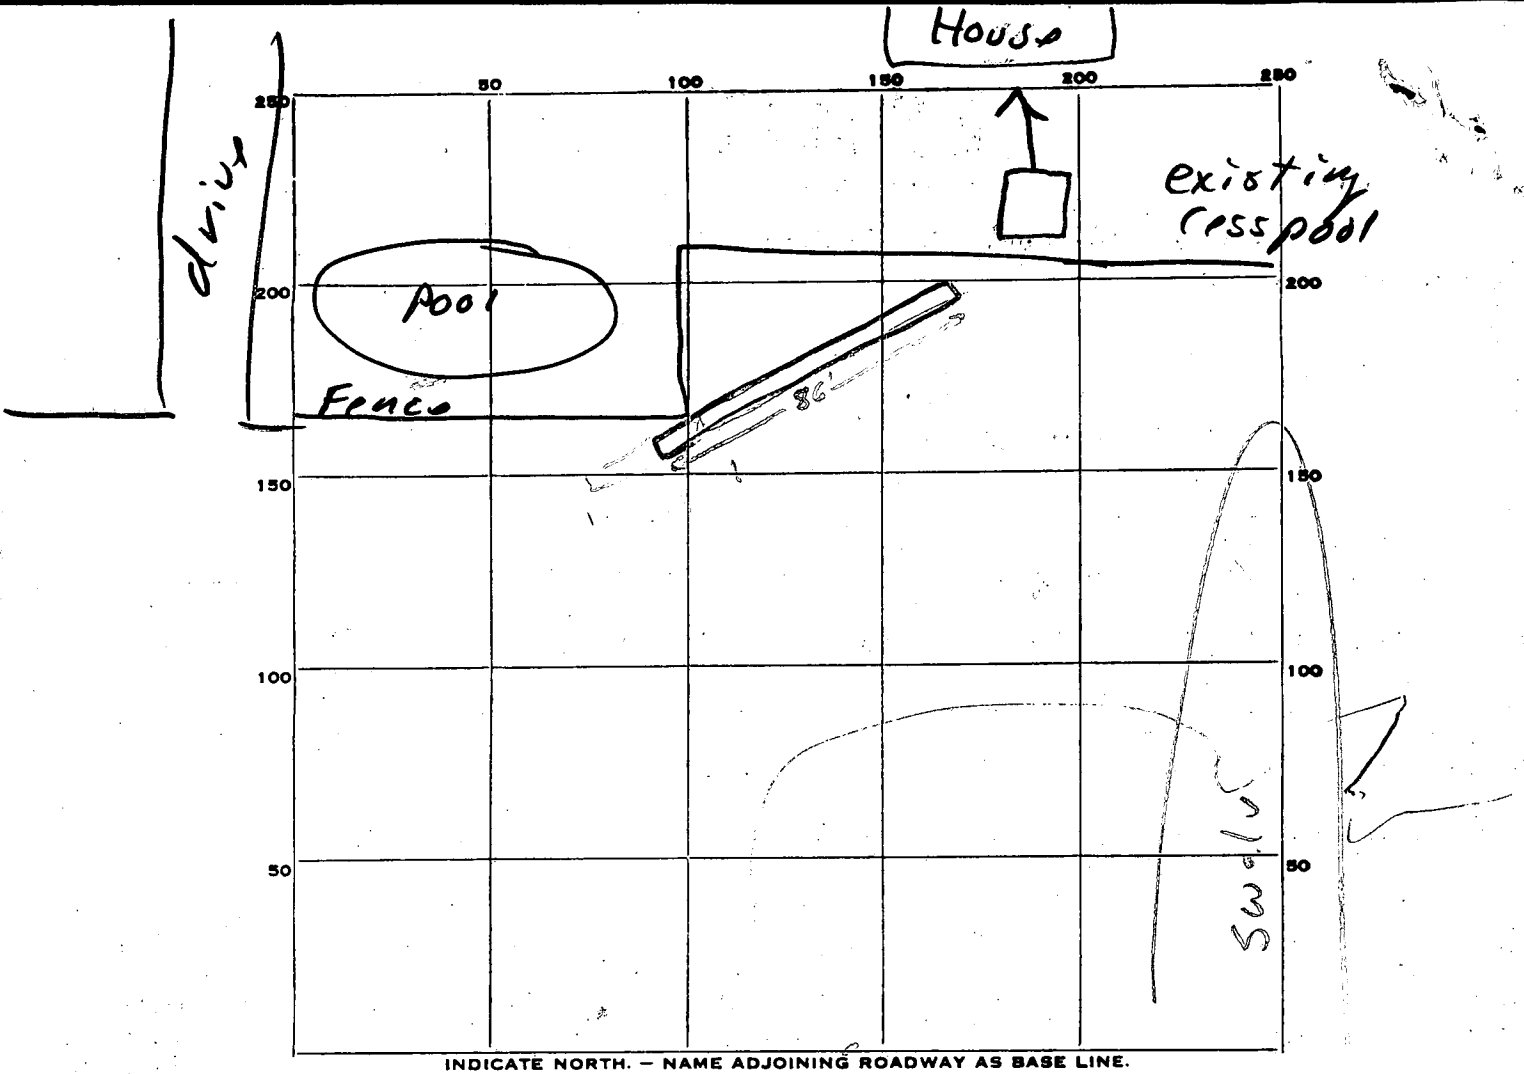 House
50 100 150 200 250
250
drive
existing
cesspool
200 200
Pool
Fence
86'
150 150
100 100
50 50
Swale
INDICATE NORTH. — NAME ADJOINING ROADWAY AS BASE LINE.